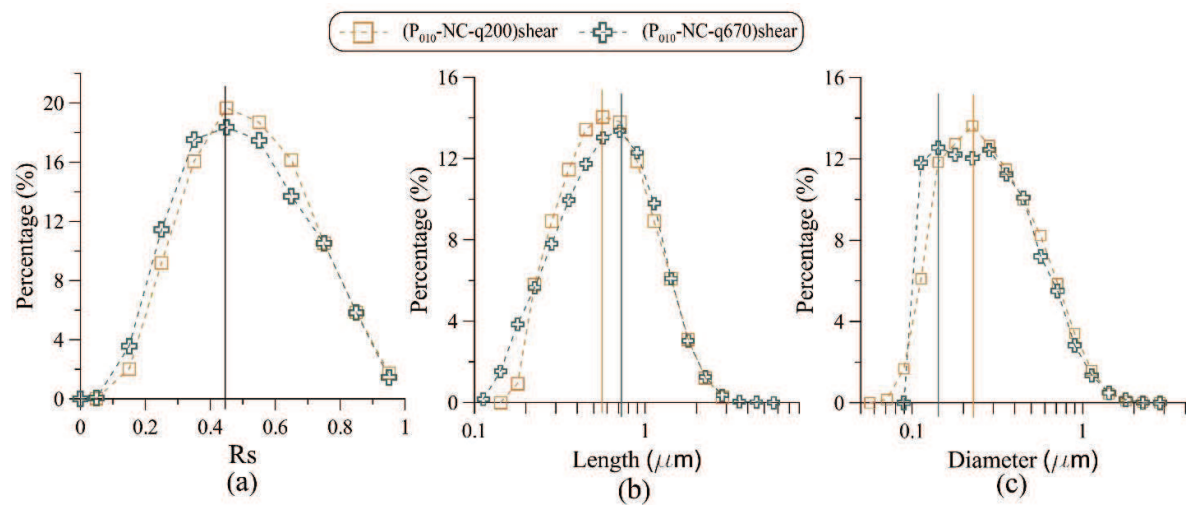 (P₀₁₀-NC-q200)shear (P₀₁₀-NC-q670)shear
Percentage (%)
20
16
12
8
4
0
0 0.2 0.4 0.6 0.8 1
Rs
(a)
Percentage (%)
16
12
8
4
0
0.1 1
Length (μm)
(b)
Percentage (%)
16
12
8
4
0
0.1 1
Diameter (μm)
(c)